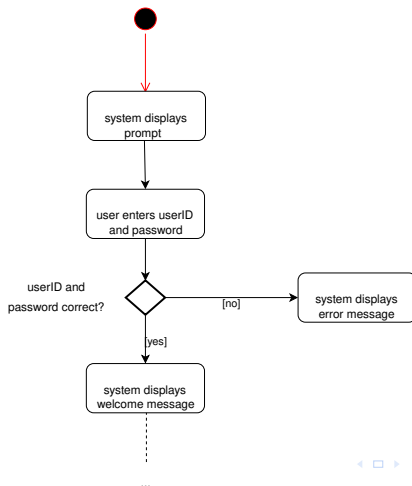 system displays
prompt
user enters userID
and password
userID and
password correct?
[no]
system displays
error message
[yes]
system displays
welcome message
...